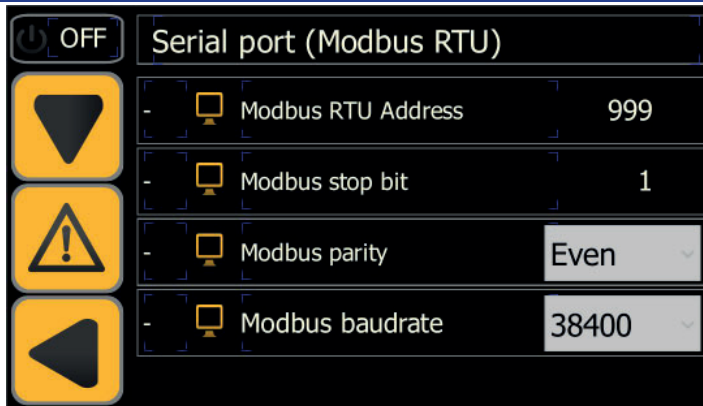 OFF
Serial port (Modbus RTU)
- Modbus RTU Address 999
- Modbus stop bit 1
- Modbus parity Even
- Modbus baudrate 38400